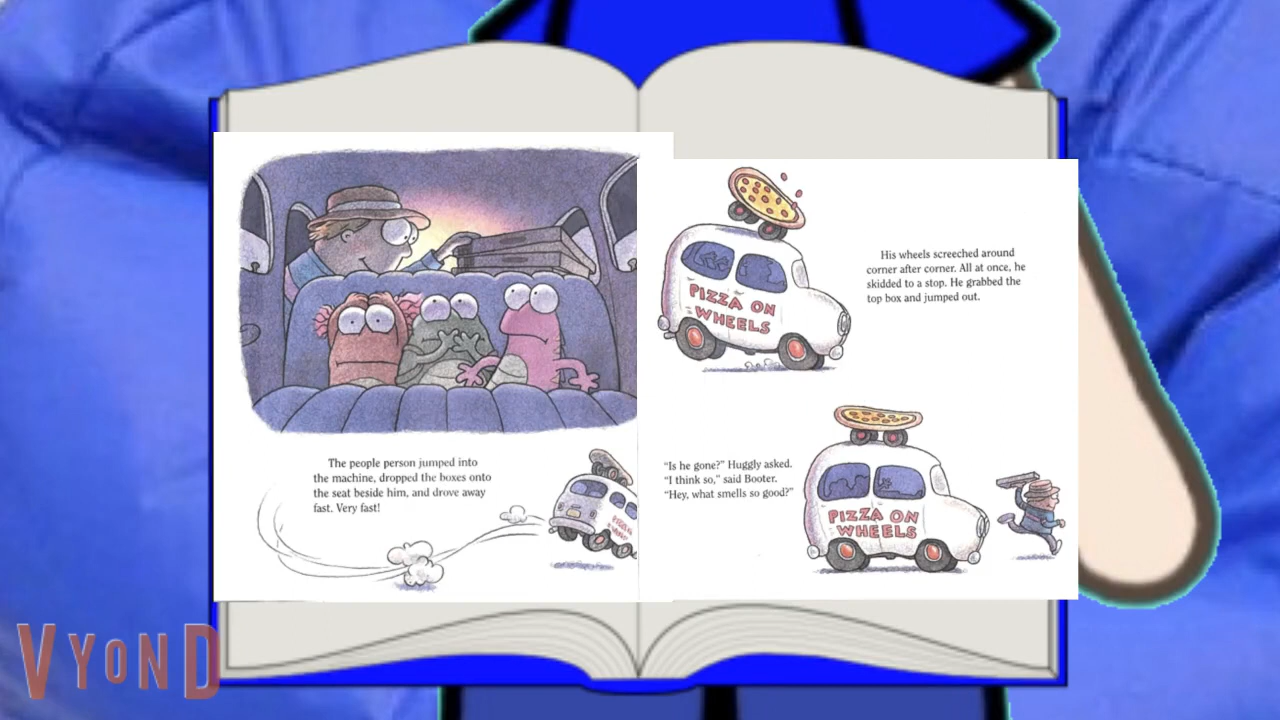 The people person jumped into
the machine, dropped the boxes onto
the seat beside him, and drove away
fast. Very fast!
PIZZA ON
WHEELS
His wheels screeched around
corner after corner. All at once, he
skidded to a stop. He grabbed the
top box and jumped out.
"Is he gone?" Huggly asked.
"I think so," said Booter.
"Hey, what smells so good?"
PIZZA ON
WHEELS
VYOND